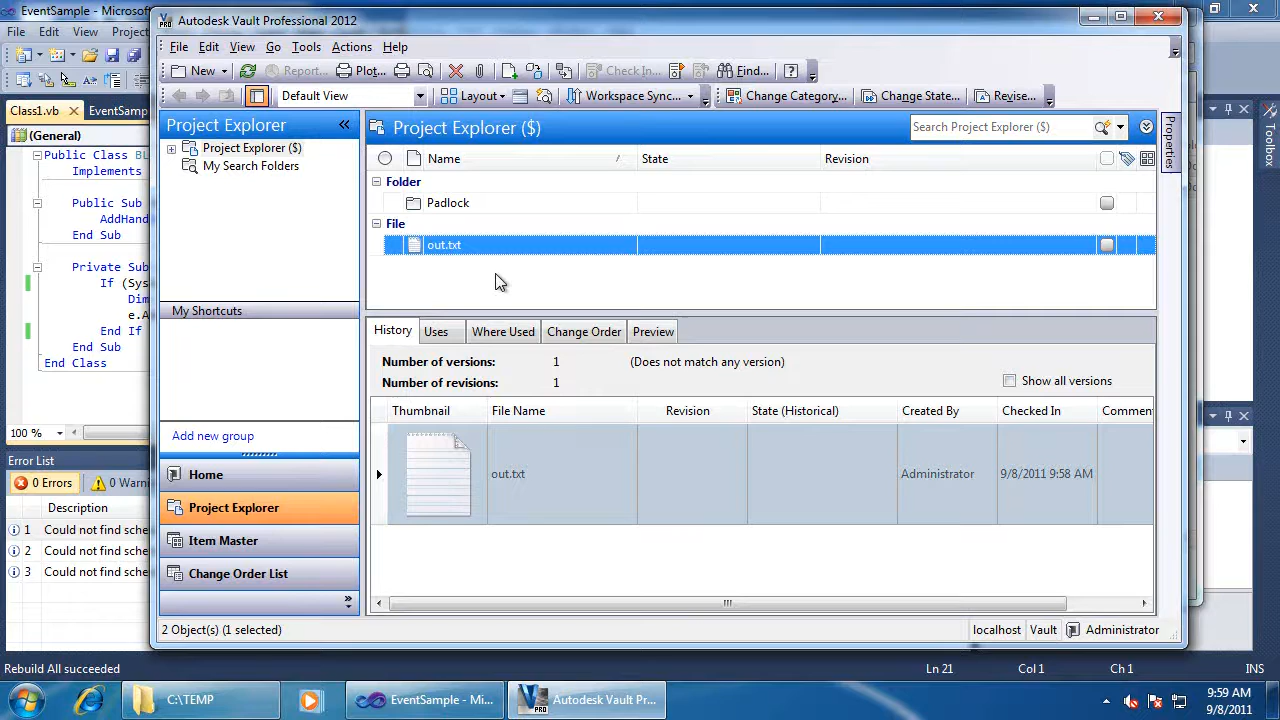 EventSample - Microsoft
Autodesk Vault Professional 2012
File Edit View Project
File Edit View Go Tools Actions Help
New Report... Plot... Check In... Find...
Default View Layout Workspace Sync... Change Category... Change State... Revise...
Class1.vb EventSample
(General)
Public Class BL
Implements
Public Sub
AddHand
End Sub
Private Sub
If (Sys
Dim
e.A
End If
End Sub
End Class
100 %
Error List
0 Errors 0 Warni
Description
1 Could not find sche
2 Could not find sche
3 Could not find sche
Project Explorer
Project Explorer ($)
My Search Folders
My Shortcuts
Add new group
Home
Project Explorer
Item Master
Change Order List
Project Explorer ($) Search Project Explorer ($)
Name State Revision
Folder
Padlock
File
out.txt
History Uses Where Used Change Order Preview
Number of versions: 1 (Does not match any version)
Number of revisions: 1
Show all versions
Thumbnail File Name Revision State (Historical) Created By Checked In Commen
out.txt Administrator 9/8/2011 9:58 AM
2 Object(s) (1 selected) localhost Vault Administrator
Properties
Toolbox
Rebuild All succeeded Ln 21 Col 1 Ch 1 INS
C:\TEMP EventSample - Mi... Autodesk Vault Pr...
9:59 AM
9/8/2011